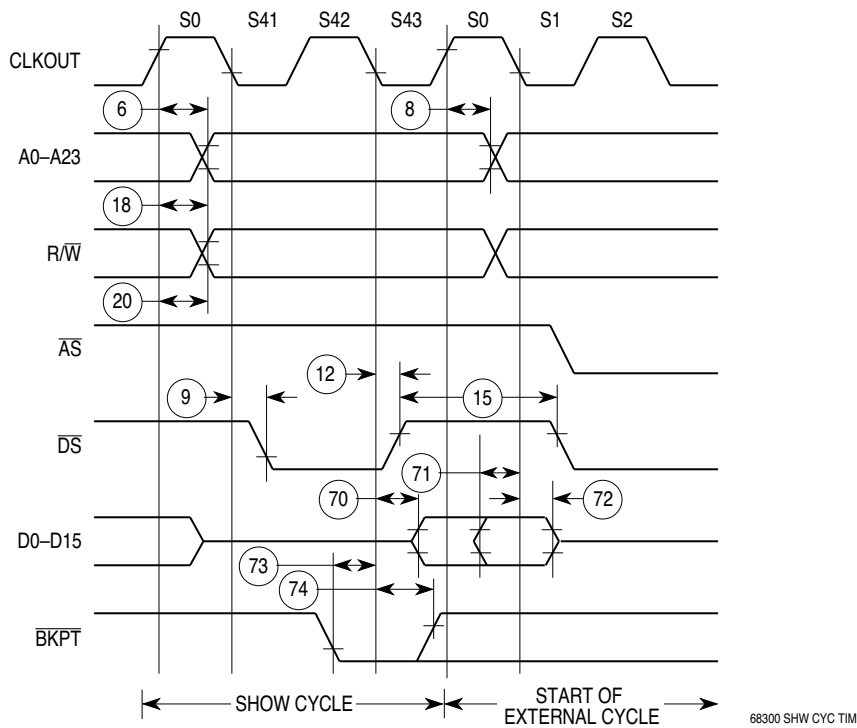 S0 S41 S42 S43 S0 S1 S2
CLKOUT
6 8
A0–A23
18
R/W
20
AS
12
9 15
DS
71
70 72
D0–D15
73
74
BKPT
SHOW CYCLE START OF
EXTERNAL CYCLE
68300 SHW CYC TIM